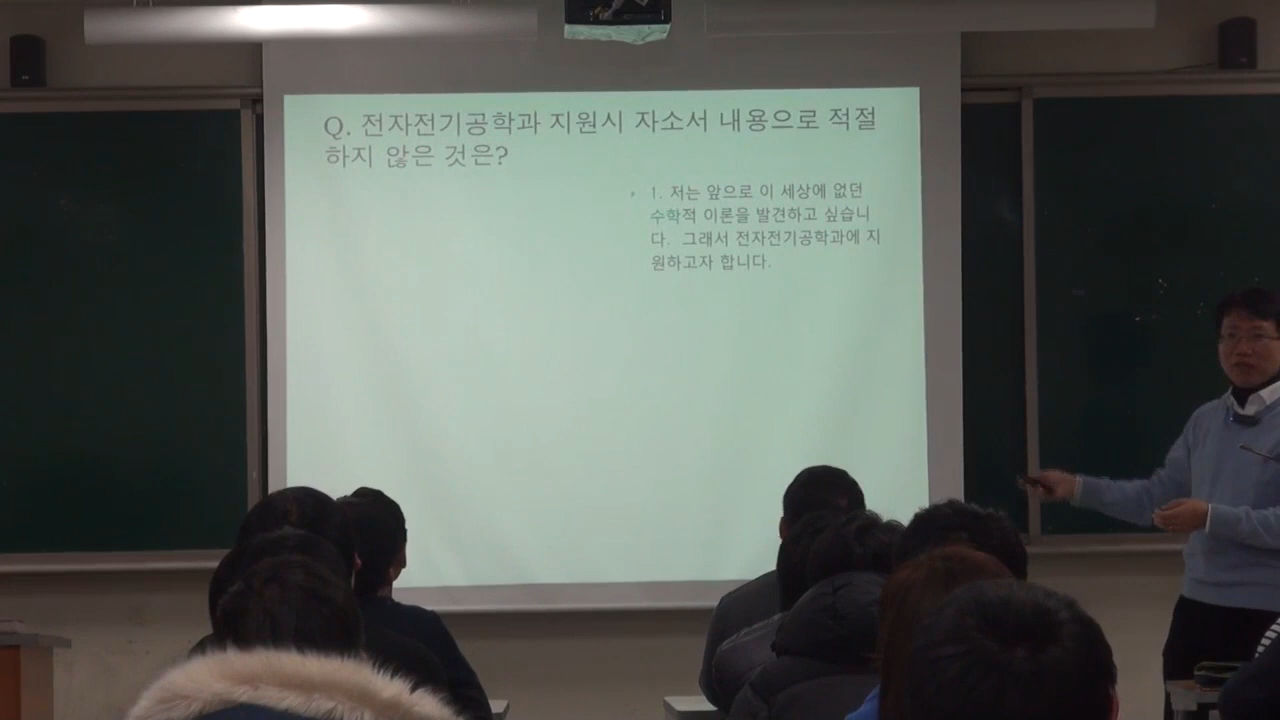 Q. 전자전기공학과 지원시 자소서 내용으로 적절
하지 않은 것은?
1. 저는 앞으로 이 세상에 없던
수학적 이론을 발견하고 싶습니
다. 그래서 전자전기공학과에 지
원하고자 합니다.